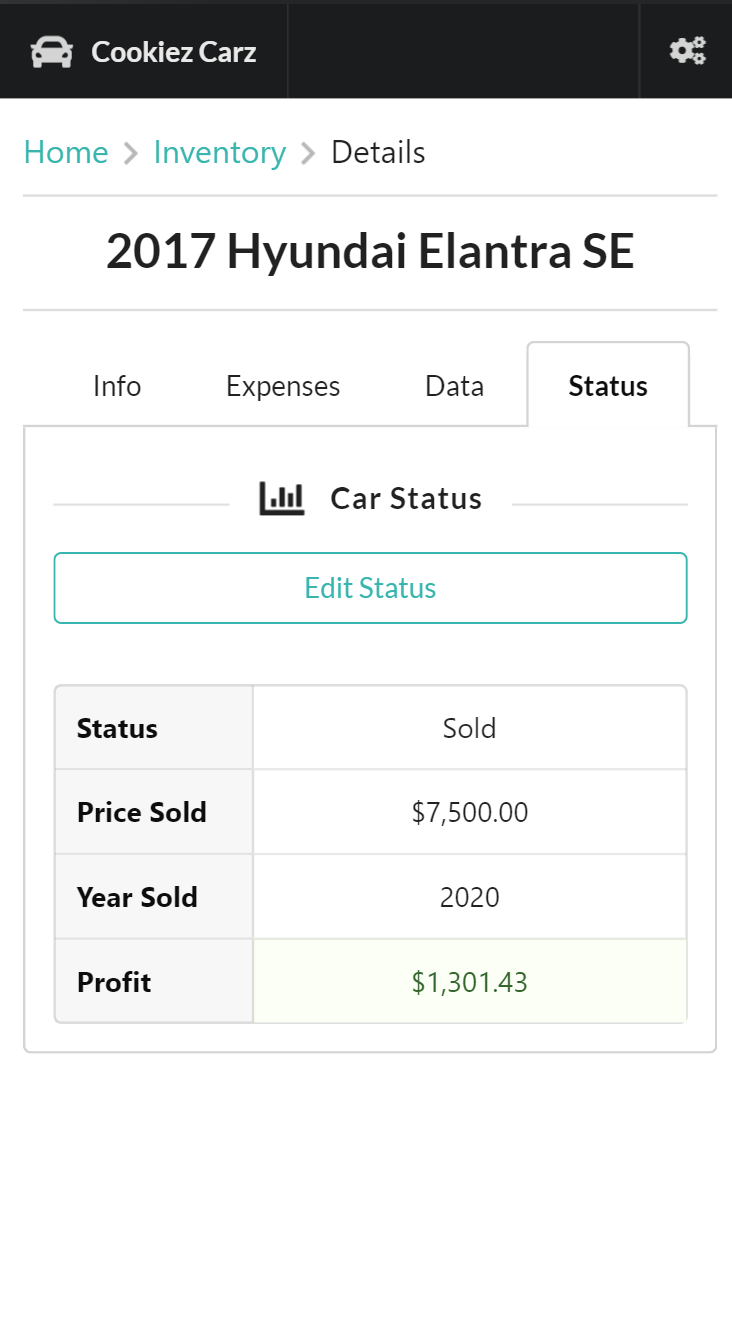 Cookiez Carz
Home > Inventory > Details
2017 Hyundai Elantra SE
Info Expenses Data Status
Car Status
Edit Status
Status Sold
Price Sold $7,500.00
Year Sold 2020
Profit $1,301.43